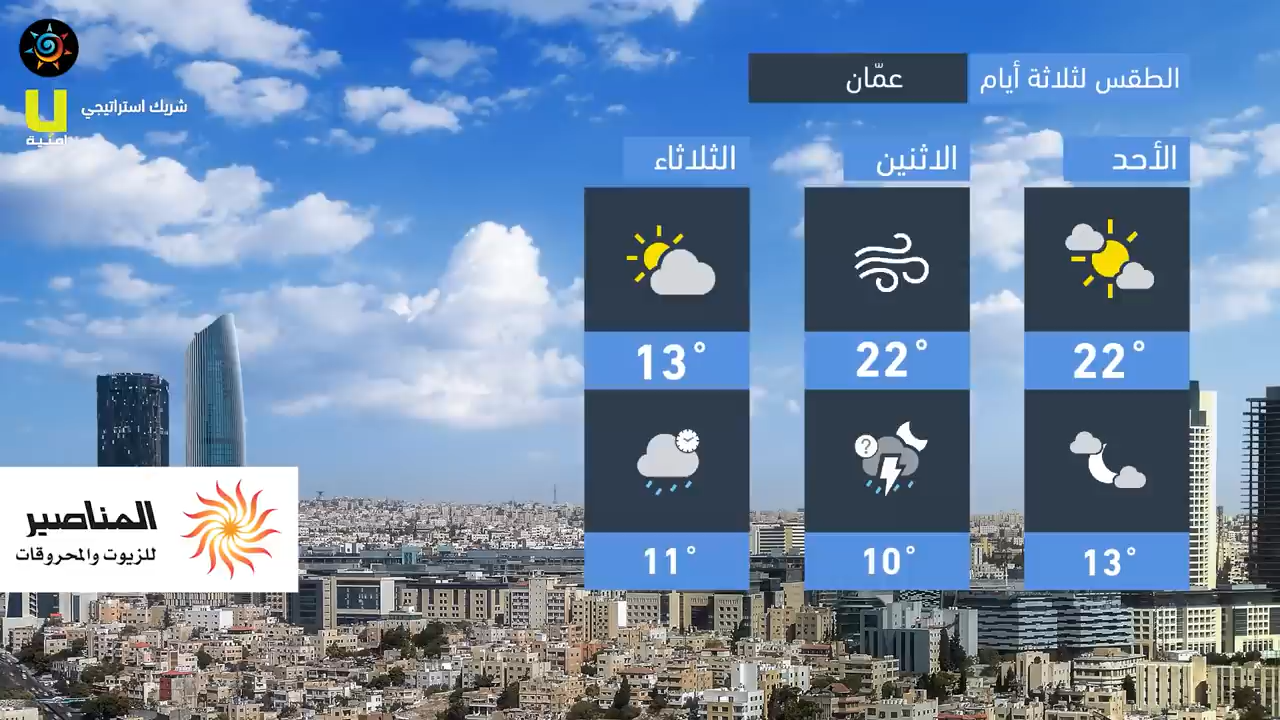 الطقس لثلاثة أيام
عمّان
الأحد
الاثنين
الثلاثاء
22°
22°
13°
?
13°
10°
11°
شريك استراتيجي
امنية
المناصير
للزيوت والمحروقات